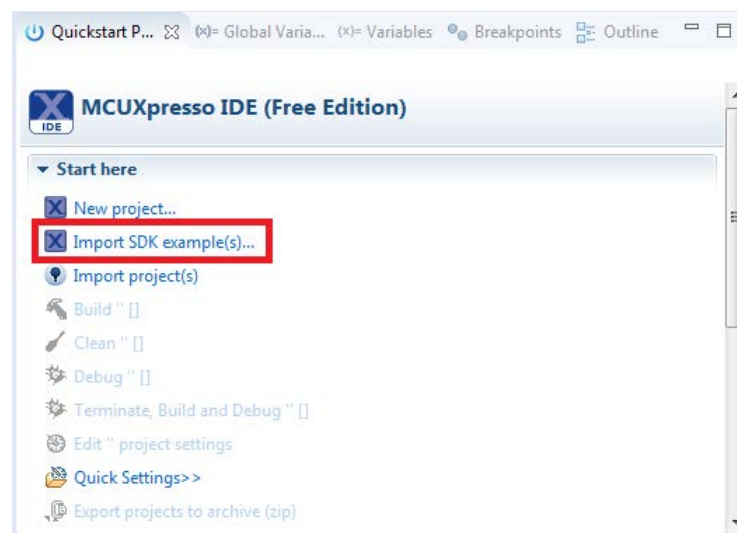 Quickstart P... (x)= Global Varia... (x)= Variables Breakpoints Outline
MCUXpresso IDE (Free Edition)
IDE
Start here
New project...
Import SDK example(s)...
Import project(s)
Build '' []
Clean '' []
Debug '' []
Terminate, Build and Debug '' []
Edit '' project settings
Quick Settings>>
Export projects to archive (zip)